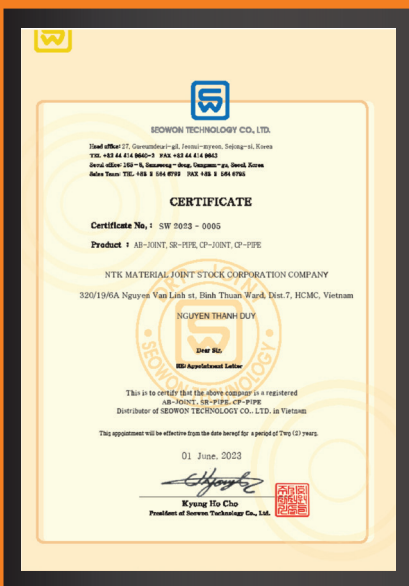 SEOWON TECHNOLOGY CO., LTD.
Head office: 27, Gureumdeuri-gil, Jeonui-myeon, Sejong-si, Korea
TEL +82 44 414 9640~2 FAX +82 44 414 9643
Seoul office: 168-8, Samseong-dong, Gangnam-gu, Seoul, Korea
Sales Team: TEL +82 2 564 6793 FAX +82 2 564 6795
CERTIFICATE
Certificate No, : SW 2023 - 0005
Product : AB-JOINT, SR-PIPE, CP-JOINT, CP-PIPE
NTK MATERIAL JOINT STOCK CORPORATION COMPANY
320/19/6A Nguyen Van Linh st, Binh Thuan Ward, Dist.7, HCMC, Vietnam
NGUYEN THANH DUY
Dear Sir,
RE: Appointment Letter
This is to certify that the above company is a registered
AB-JOINT, SR-PIPE, CP-PIPE
Distributor of SEOWON TECHNOLOGY CO., LTD. in Vietnam
This appointment will be effective from the date hereof for a period of Two (2) years.
01 June, 2023
Kyung Ho Cho
President of Seowon Technology Co., Ltd.